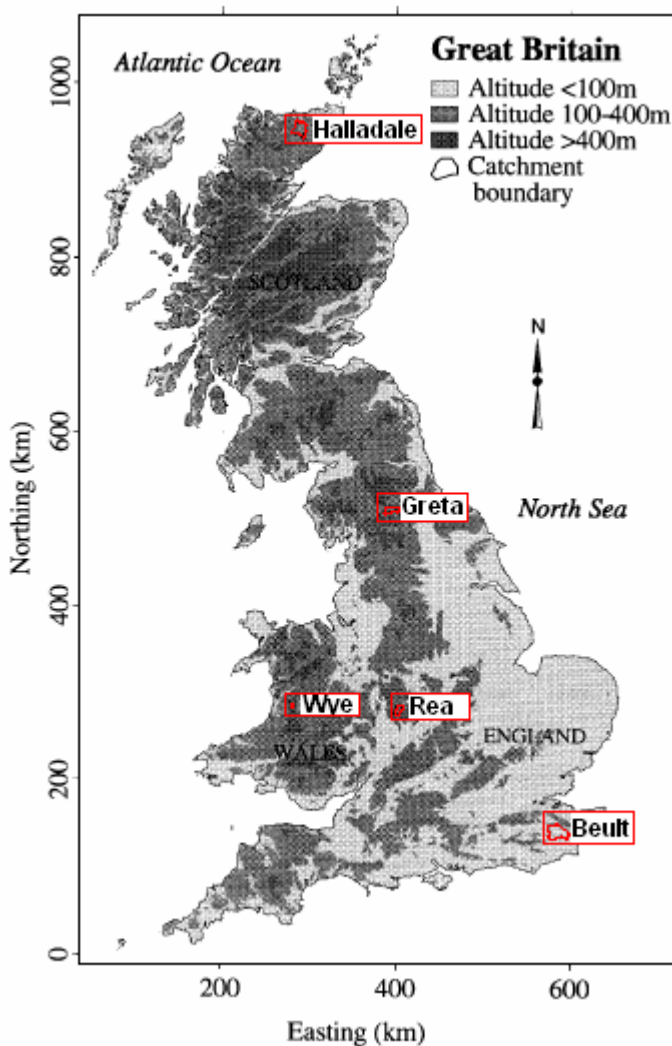 Atlantic Ocean
Great Britain
Altitude <100m
Altitude 100-400m
Altitude >400m
Catchment
boundary
Halladale
SCOTLAND
N
Greta
North Sea
Wye
Rea
WALES
ENGLAND
Beult
1000
800
600
400
200
0
Northing (km)
200
400
600
Easting (km)